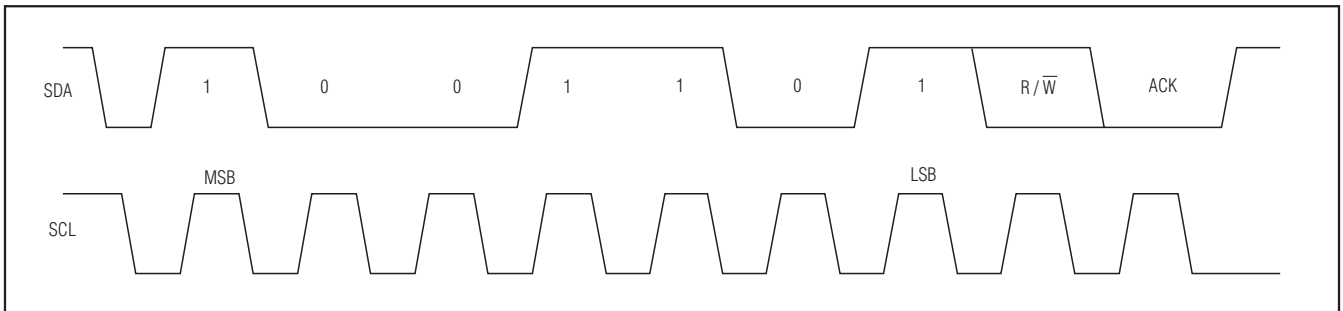 SDA 1 0 0 1 1 0 1 R / W̅ ACK
MSB LSB
SCL